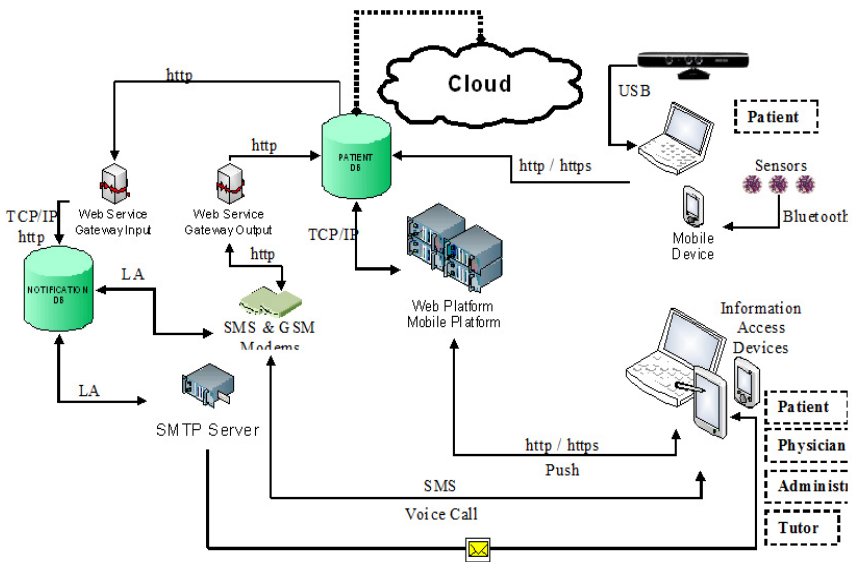 Cloud
http
USB
Patient
http
PATIENT
DB
http / https
Sensors
Web Service
Gateway Input
Web Service
Gateway Output
TCP/IP
http
TCP/IP
Bluetooth
Mobile
Device
http
NOTIFICATION
DB
LA
SMS & GSM
Modems
Web Platform
Mobile Platform
Information
Access
Devices
LA
SMTP Server
Patient
Physician
http / https
Push
SMS
Administr
Voice Call
Tutor